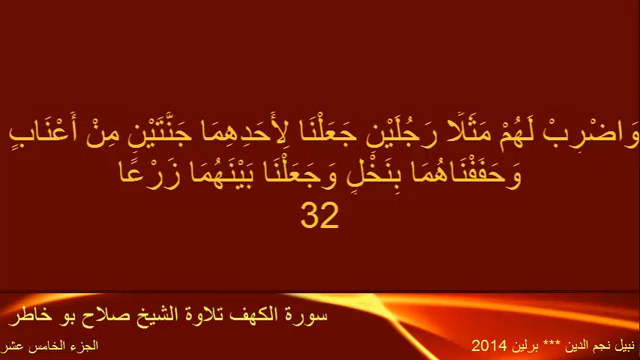 وَاضْرِبْ لَهُمْ مَثَلًا رَجُلَيْنِ جَعَلْنَا لِأَحَدِهِمَا جَنَّتَيْنِ مِنْ أَعْنَابٍ
وَحَفَفْنَاهُمَا بِنَخْلٍ وَجَعَلْنَا بَيْنَهُمَا زَرْعًا
32
سورة الكهف تلاوة الشيخ صلاح بو خاطر
نبيل نجم الدين *** برلين 2014
الجزء الخامس عشر